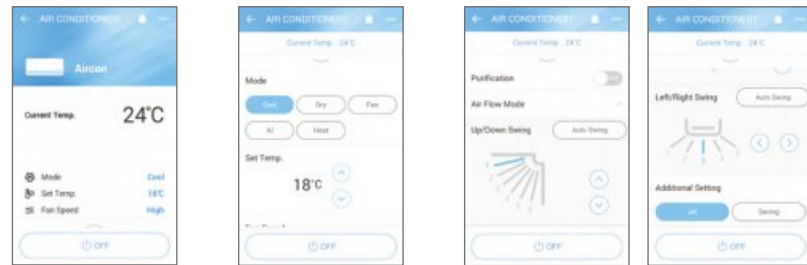 AIR CONDITIONER
Aircon
Current Temp.
24°C
Mode
Cool
Set Temp.
18℃
Fan Speed
High
OFF
AIR CONDITIONER
Current Temp. 24℃
Mode
Cool
Dry
Fan
AI
Heat
Set Temp.
18°C
OFF
AIR CONDITIONER
Current Temp. 24℃
Purification
Air Flow Mode
Up/Down Swing
Auto Swing
OFF
AIR CONDITIONER
Current Temp. 24℃
Left/Right Swing
Auto Swing
Additional Setting
Jet
Saving
OFF